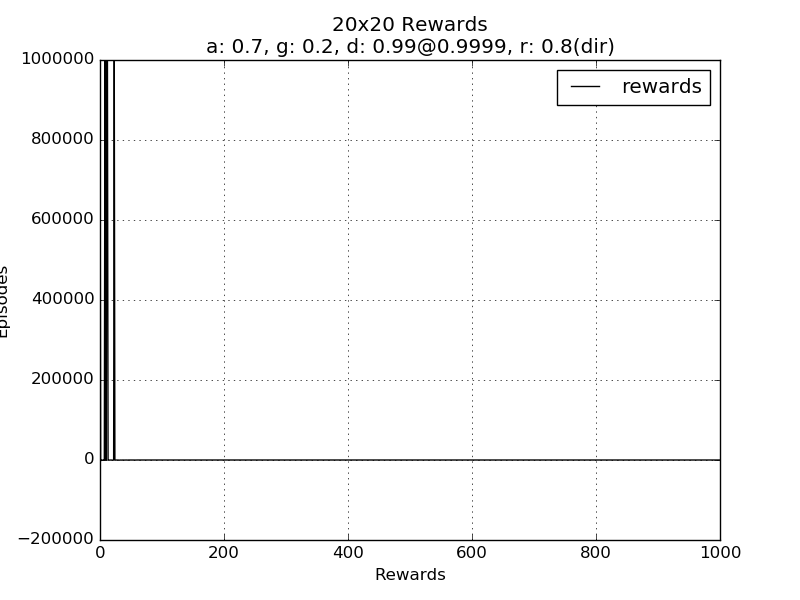 20x20 Rewards
a: 0.7, g: 0.2, d: 0.99@0.9999, r: 0.8(dir)
1000000
rewards
800000
600000
400000
Episodes
200000
0
−200000
0 200 400 600 800 1000
Rewards